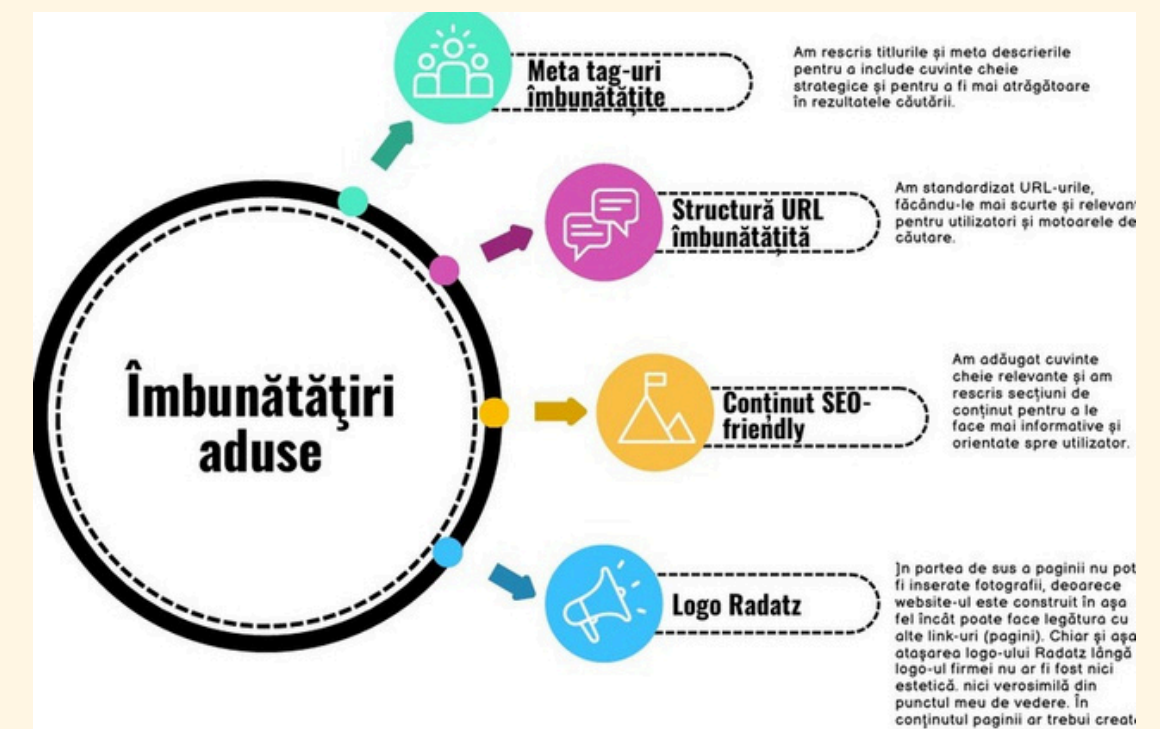 Meta tag-uri
îmbunătățite
Am rescris titlurile și meta descrierile
pentru a include cuvinte cheie
strategice și pentru a fi mai atrăgătoare
în rezultatele căutării.
Structură URL
îmbunătățită
Am standardizat URL-urile,
făcându-le mai scurte și
pentru utilizatori și motoarele de
căutare.
Îmbunătăţiri
aduse
Conținut SEO-
friendly
Am adăugat cuvinte
cheie relevante și am
rescris secțiuni de
conținut pentru a le
face mai informative și
orientate spre utilizator.
Logo Radatz
]n partea de sus a paginii nu pot
fi inserate fotografii, deoarece
website-ul este construit în așa
fel încât poate face legătura cu
alte link-uri (pagini). Chiar și așa
atașarea logo-ului Radatz lângă
logo-ul firmei nu ar fi fost nici
estetică. nici verosimilă din
punctul meu de vedere. În
conținutul paginii ar trebui